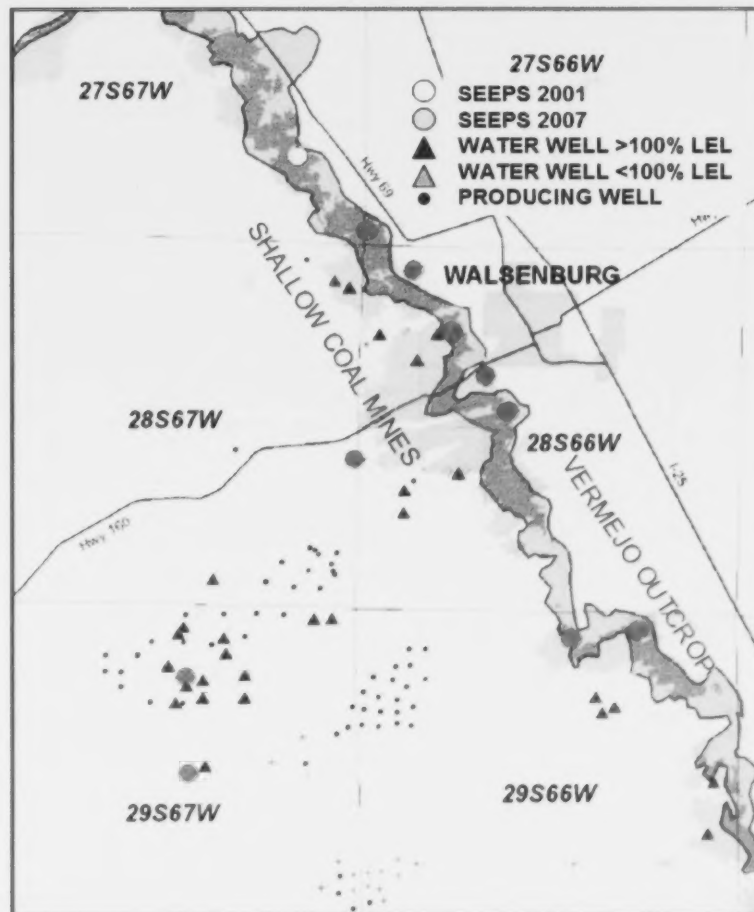 27S66W
27S67W
SEEPS 2001
SEEPS 2007
WATER WELL >100% LEL
WATER WELL <100% LEL
PRODUCING WELL
Hwy 69
Hwy
WALSENBURG
SHALLOW COAL MINES
28S67W
28S66W
I-25
VERMEJO OUTCROP
Hwy 160
29S67W
29S66W